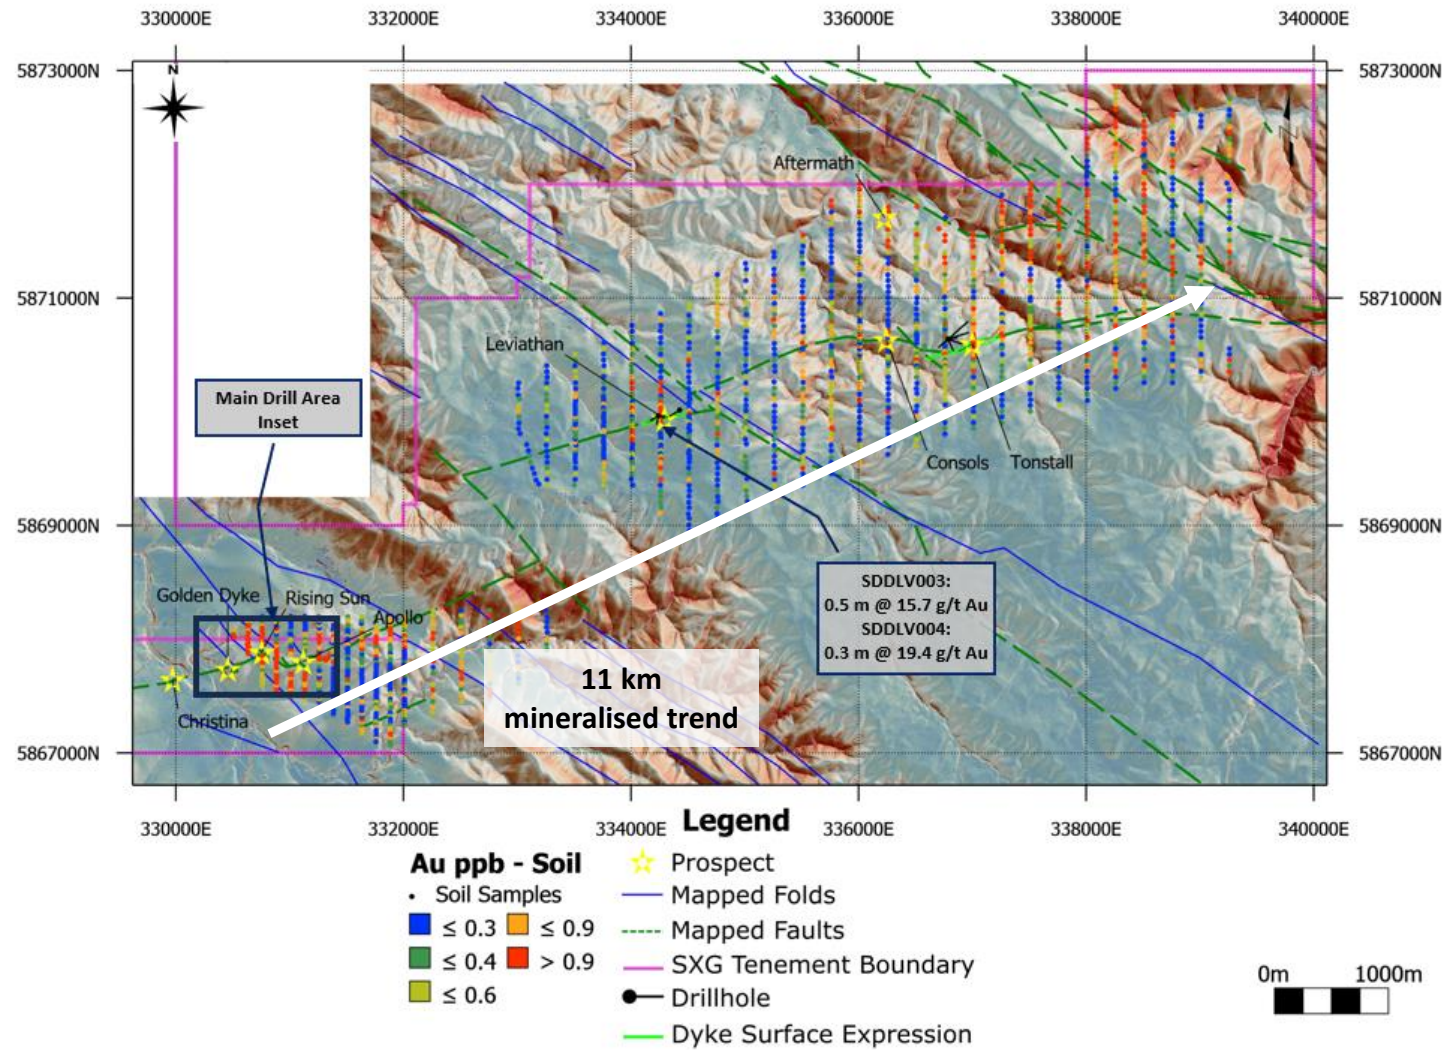 330000E 332000E 334000E 336000E 338000E 340000E
5873000N 5873000N
N
N
Aftermath
5871000N 5871000N
Leviathan
Main Drill Area
Inset
Consols Tonstall
5869000N 5869000N
SDDLV003:
0.5 m @ 15.7 g/t Au
SDDLV004:
0.3 m @ 19.4 g/t Au
Golden Dyke Rising Sun
Apollo
11 km
mineralised trend
Christina
5867000N 5867000N
330000E 332000E 334000E 336000E 338000E 340000E
Legend
Au ppb - Soil
Soil Samples
≤ 0.3 ≤ 0.9
≤ 0.4 > 0.9
≤ 0.6
Prospect
Mapped Folds
Mapped Faults
SXG Tenement Boundary
Drillhole
Dyke Surface Expression
0m 1000m